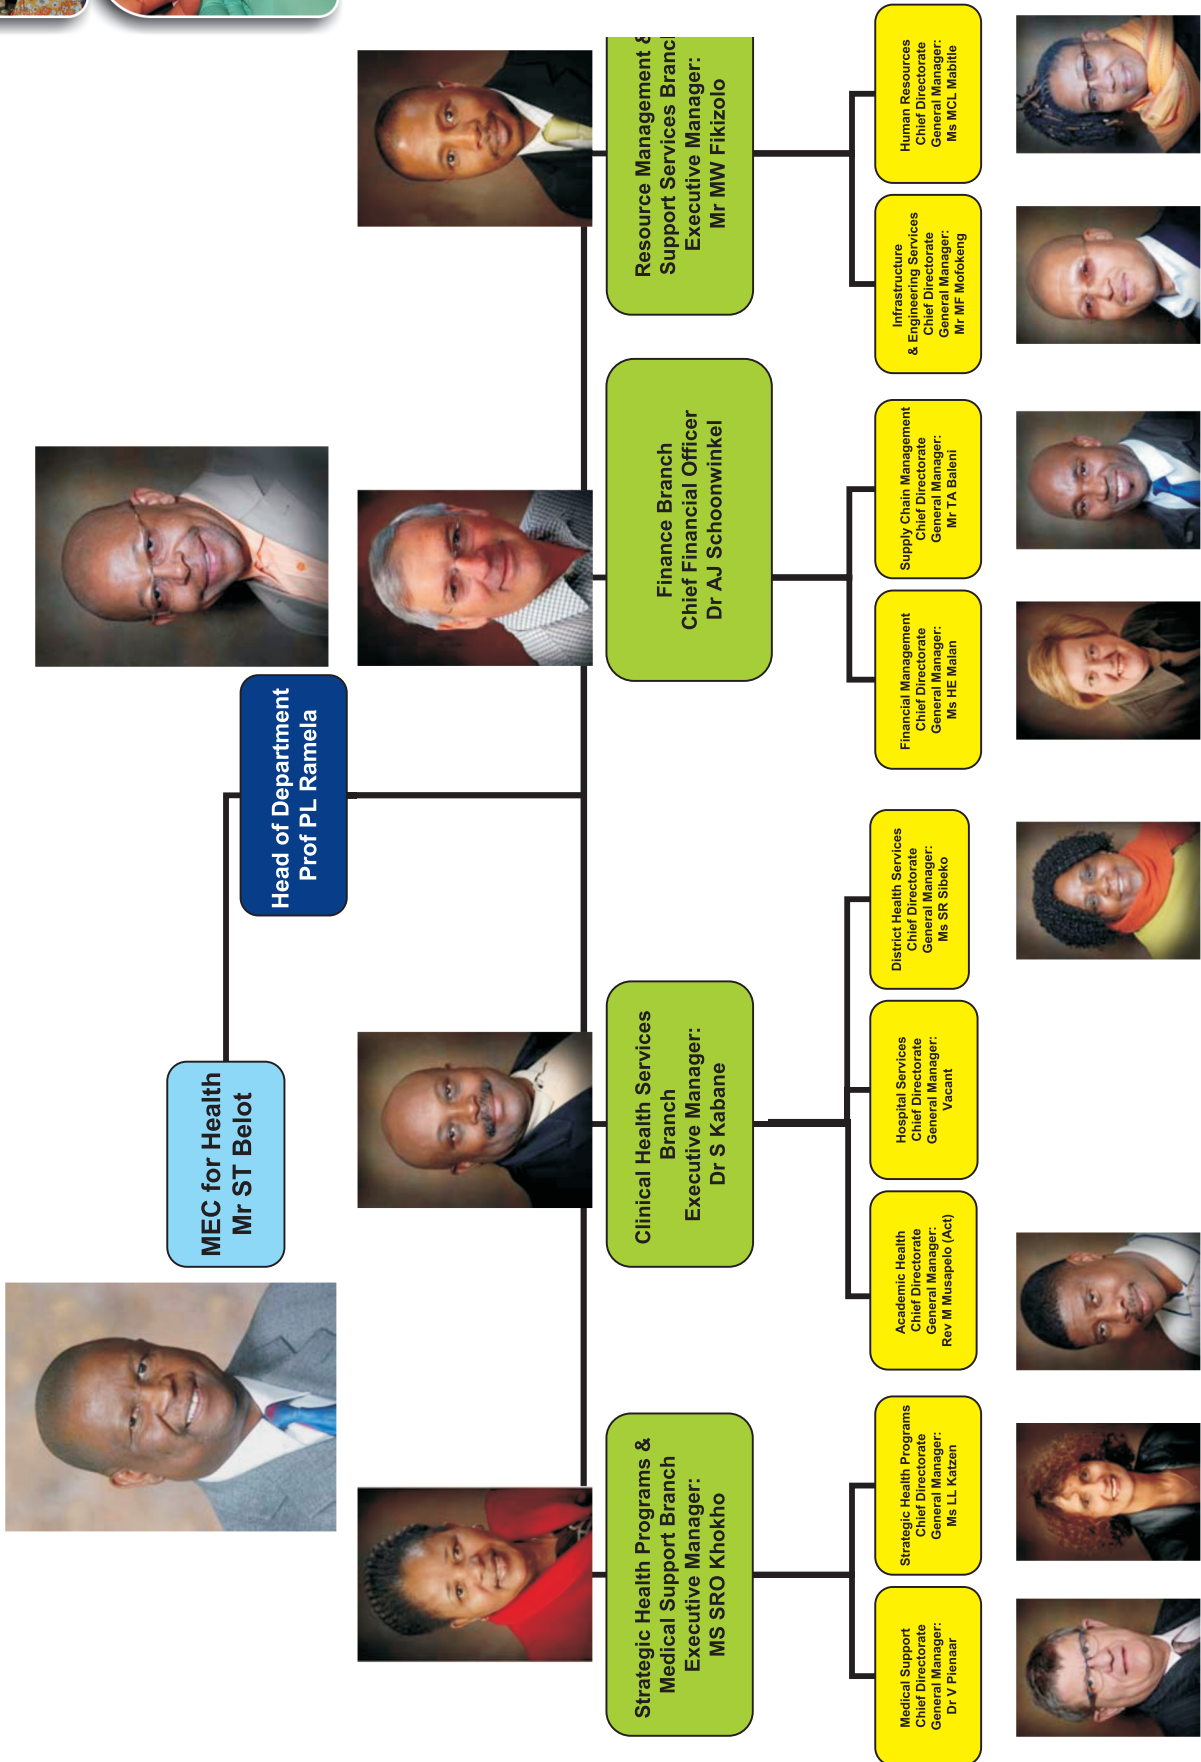 MEC for Health
Mr ST Belot
Head of Department
Prof PL Ramela
Strategic Health Programs &
Medical Support Branch
Executive Manager:
MS SRO Khokho
Clinical Health Services
Branch
Executive Manager:
Dr S Kabane
Finance Branch
Chief Financial Officer
Dr AJ Schoonwinkel
Resource Management &
Support Services Branch
Executive Manager:
Mr MW Fikizolo
Medical Support
Chief Directorate
General Manager:
Dr V Pienaar
Strategic Health Programs
Chief Directorate
General Manager:
Ms LL Katzen
Academic Health
Chief Directorate
General Manager:
Rev M Musapelo (Act)
Hospital Services
Chief Directorate
General Manager:
Vacant
District Health Services
Chief Directorate
General Manager:
Ms SR Sibeko
Financial Management
Chief Directorate
General Manager:
Ms HE Malan
Supply Chain Management
Chief Directorate
General Manager:
Mr TA Baleni
Infrastructure
& Engineering Services
Chief Directorate
General Manager:
Mr MF Mofokeng
Human Resources
Chief Directorate
General Manager:
Ms MCL Mabitle